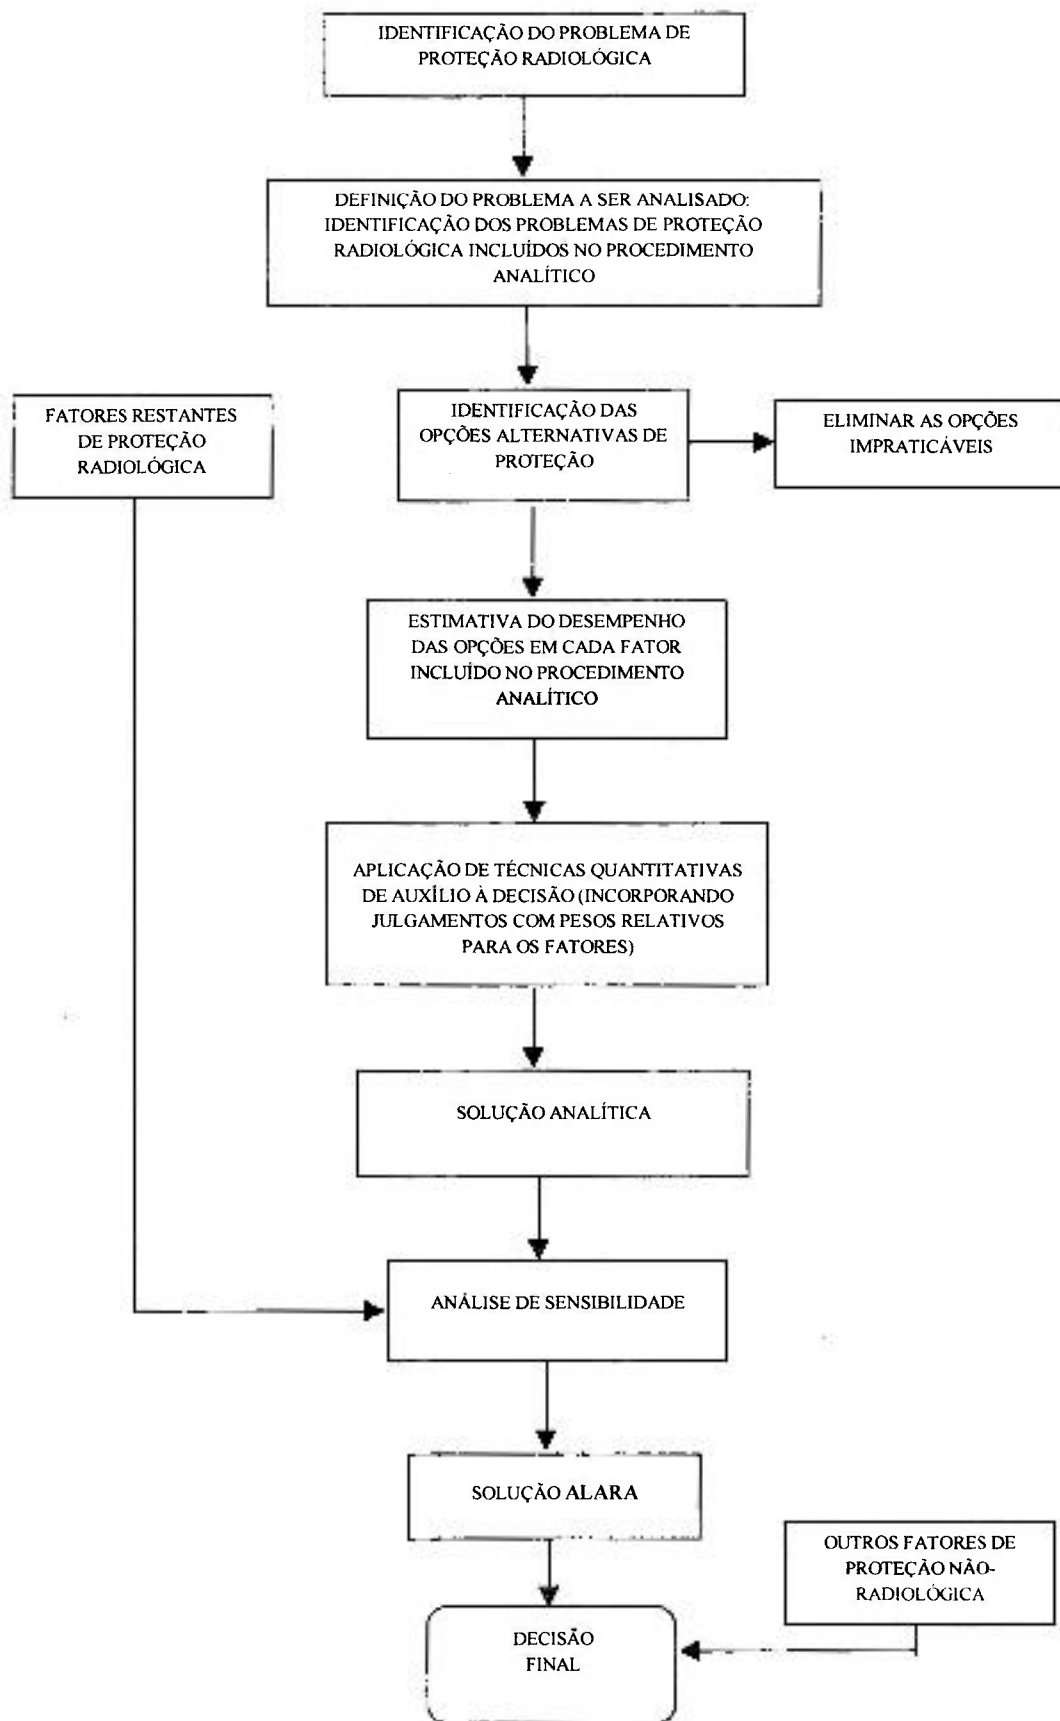 IDENTIFICAÇÃO DO PROBLEMA DE
PROTEÇÃO RADIOLÓGICA
DEFINIÇÃO DO PROBLEMA A SER ANALISADO:
IDENTIFICAÇÃO DOS PROBLEMAS DE PROTEÇÃO
RADIOLÓGICA INCLUÍDOS NO PROCEDIMENTO
ANALÍTICO
FATORES RESTANTES
DE PROTEÇÃO
RADIOLÓGICA
IDENTIFICAÇÃO DAS
OPÇÕES ALTERNATIVAS DE
PROTEÇÃO
ELIMINAR AS OPÇÕES
IMPRATICÁVEIS
ESTIMATIVA DO DESEMPENHO
DAS OPÇÕES EM CADA FATOR
INCLUÍDO NO PROCEDIMENTO
ANALÍTICO
APLICAÇÃO DE TÉCNICAS QUANTITATIVAS
DE AUXÍLIO À DECISÃO (INCORPORANDO
JULGAMENTOS COM PESOS RELATIVOS
PARA OS FATORES)
SOLUÇÃO ANALÍTICA
ANÁLISE DE SENSIBILIDADE
SOLUÇÃO ALARA
OUTROS FATORES DE
PROTEÇÃO NÃO-
RADIOLÓGICA
DECISÃO
FINAL